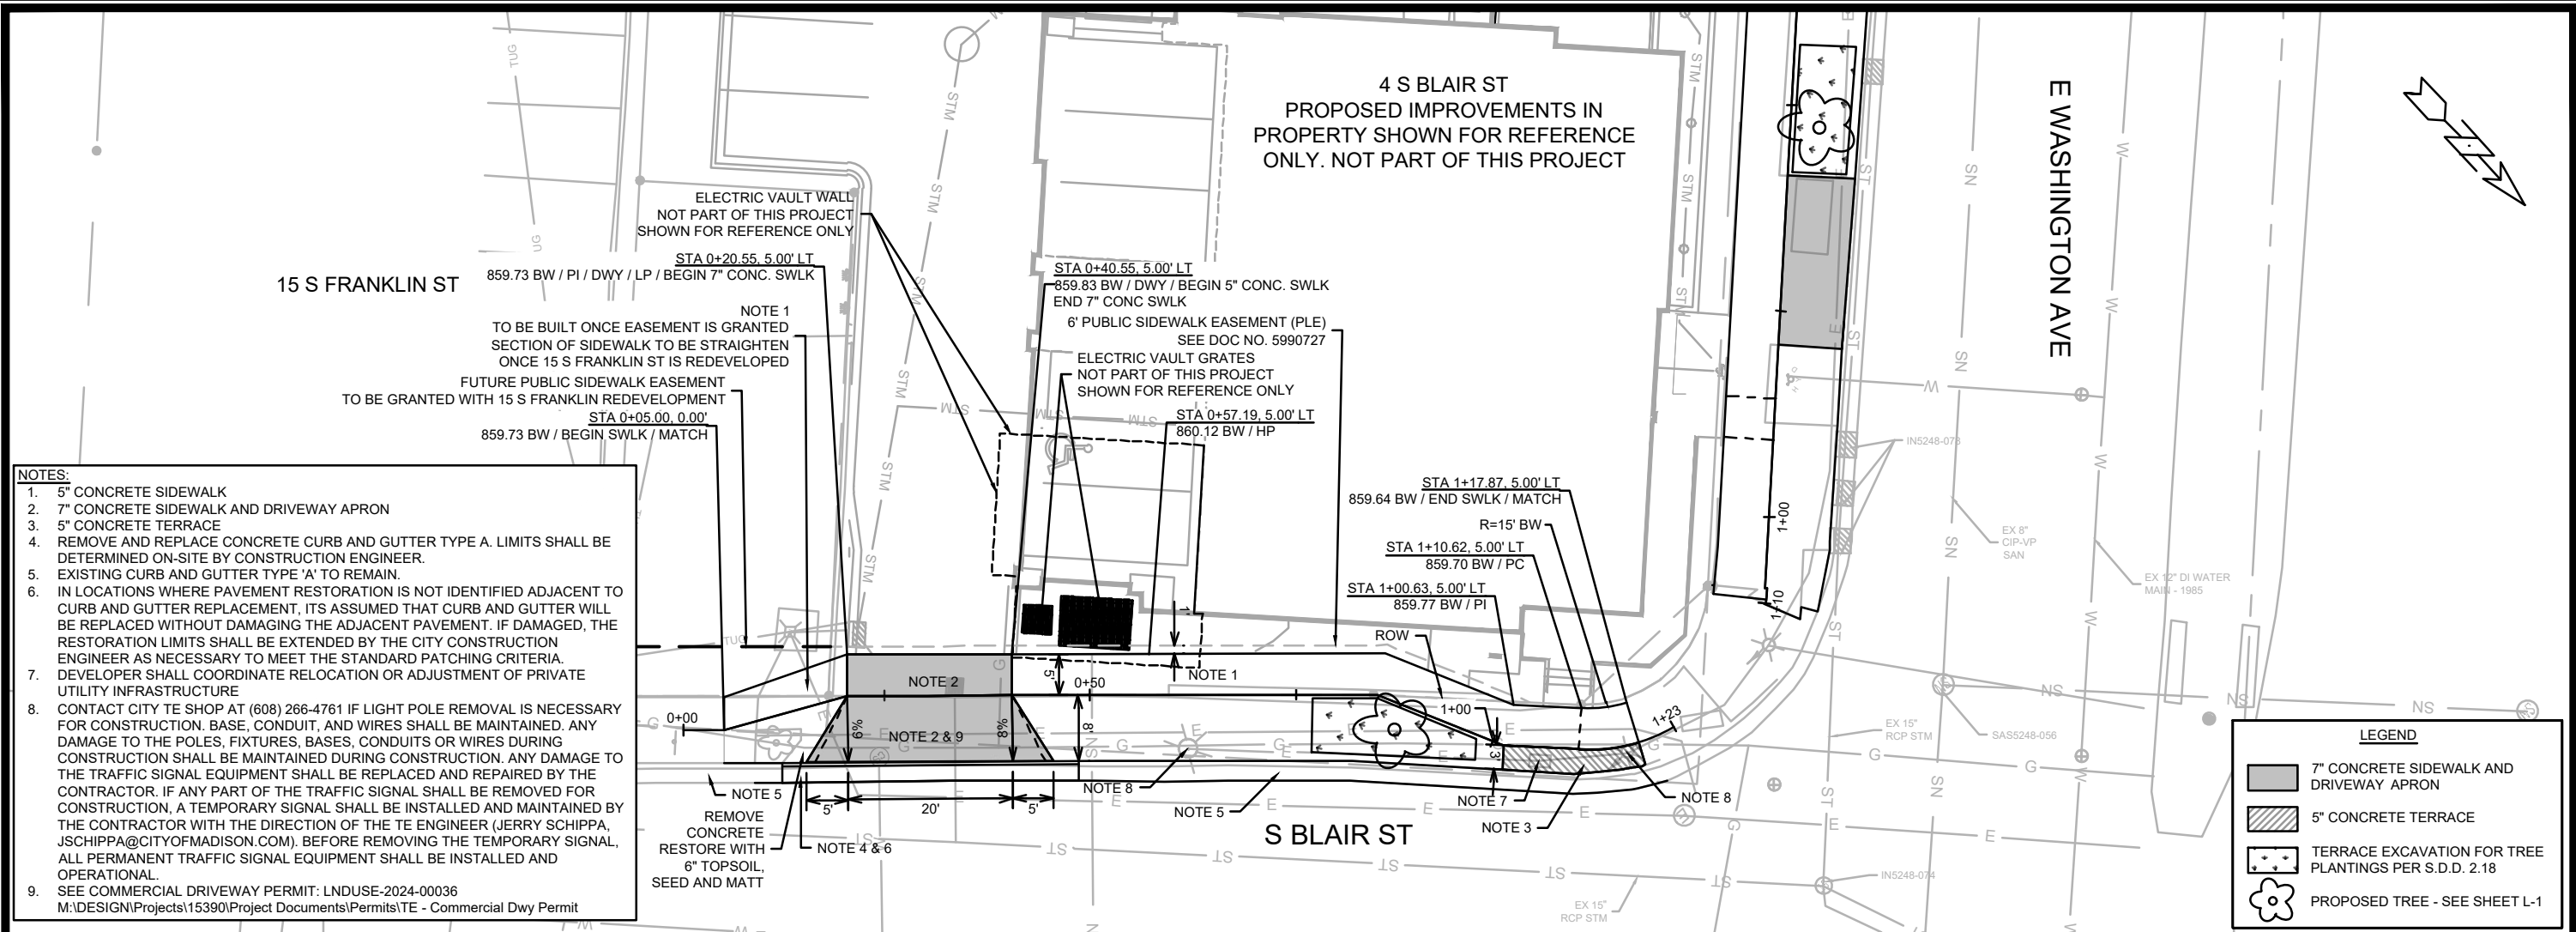 4 S BLAIR ST
PROPOSED IMPROVEMENTS IN
PROPERTY SHOWN FOR REFERENCE
ONLY. NOT PART OF THIS PROJECT
E WASHINGTON AVE
15 S FRANKLIN ST
ELECTRIC VAULT WALL
NOT PART OF THIS PROJECT
SHOWN FOR REFERENCE ONLY
STA 0+20.55, 5.00' LT
859.73 BW / PI / DWY / LP / BEGIN 7" CONC. SWLK
NOTE 1
TO BE BUILT ONCE EASEMENT IS GRANTED
SECTION OF SIDEWALK TO BE STRAIGHTEN
ONCE 15 S FRANKLIN ST IS REDEVELOPED
FUTURE PUBLIC SIDEWALK EASEMENT
TO BE GRANTED WITH 15 S FRANKLIN REDEVELOPMENT
STA 0+05.00, 0.00'
859.73 BW / BEGIN SWLK / MATCH
STA 0+40.55, 5.00' LT
859.83 BW / DWY / BEGIN 5" CONC. SWLK
END 7" CONC SWLK
6' PUBLIC SIDEWALK EASEMENT (PLE)
SEE DOC NO. 5990727
ELECTRIC VAULT GRATES
NOT PART OF THIS PROJECT
SHOWN FOR REFERENCE ONLY
STA 0+57.19, 5.00' LT
860.12 BW / HP
STA 1+17.87, 5.00' LT
859.64 BW / END SWLK / MATCH
R=15' BW
STA 1+10.62, 5.00' LT
859.70 BW / PC
STA 1+00.63, 5.00' LT
859.77 BW / PI
ROW
NOTES:
1. 5" CONCRETE SIDEWALK
2. 7" CONCRETE SIDEWALK AND DRIVEWAY APRON
3. 5" CONCRETE TERRACE
4. REMOVE AND REPLACE CONCRETE CURB AND GUTTER TYPE A. LIMITS SHALL BE
DETERMINED ON-SITE BY CONSTRUCTION ENGINEER.
5. EXISTING CURB AND GUTTER TYPE 'A' TO REMAIN.
6. IN LOCATIONS WHERE PAVEMENT RESTORATION IS NOT IDENTIFIED ADJACENT TO
CURB AND GUTTER REPLACEMENT, ITS ASSUMED THAT CURB AND GUTTER WILL
BE REPLACED WITHOUT DAMAGING THE ADJACENT PAVEMENT. IF DAMAGED, THE
RESTORATION LIMITS SHALL BE EXTENDED BY THE CITY CONSTRUCTION
ENGINEER AS NECESSARY TO MEET THE STANDARD PATCHING CRITERIA.
7. DEVELOPER SHALL COORDINATE RELOCATION OR ADJUSTMENT OF PRIVATE
UTILITY INFRASTRUCTURE
8. CONTACT CITY TE SHOP AT (608) 266-4761 IF LIGHT POLE REMOVAL IS NECESSARY
FOR CONSTRUCTION. BASE, CONDUIT, AND WIRES SHALL BE MAINTAINED. ANY
DAMAGE TO THE POLES, FIXTURES, BASES, CONDUITS OR WIRES DURING
CONSTRUCTION SHALL BE MAINTAINED DURING CONSTRUCTION. ANY DAMAGE TO
THE TRAFFIC SIGNAL EQUIPMENT SHALL BE REPLACED AND REPAIRED BY THE
CONTRACTOR. IF ANY PART OF THE TRAFFIC SIGNAL SHALL BE REMOVED FOR
CONSTRUCTION, A TEMPORARY SIGNAL SHALL BE INSTALLED AND MAINTAINED BY
THE CONTRACTOR WITH THE DIRECTION OF THE TE ENGINEER (JERRY SCHIPPA,
JSCHIPPA@CITYOFMADISON.COM). BEFORE REMOVING THE TEMPORARY SIGNAL,
ALL PERMANENT TRAFFIC SIGNAL EQUIPMENT SHALL BE INSTALLED AND
OPERATIONAL.
9. SEE COMMERCIAL DRIVEWAY PERMIT: LNDUSE-2024-00036
M:\DESIGN\Projects\15390\Project Documents\Permits\TE - Commercial Dwy Permit
0+00
NOTE 2
NOTE 2 & 9
6%
8%
5'
0+50
8'
1'
NOTE 1
1+00
3'
1+23
1+00
1+10
NOTE 5
5'
20'
5'
NOTE 8
NOTE 5
NOTE 7
NOTE 3
NOTE 8
NOTE 4 & 6
REMOVE
CONCRETE
RESTORE WITH
6" TOPSOIL,
SEED AND MATT
S BLAIR ST
IN5248-073
EX 8"
CIP-VP
SAN
EX 12" DI WATER
MAIN - 1985
EX 15"
RCP STM
SAS5248-056
IN5248-074
EX 15"
RCP STM
LEGEND
7" CONCRETE SIDEWALK AND
DRIVEWAY APRON
5" CONCRETE TERRACE
TERRACE EXCAVATION FOR TREE
PLANTINGS PER S.D.D. 2.18
PROPOSED TREE - SEE SHEET L-1